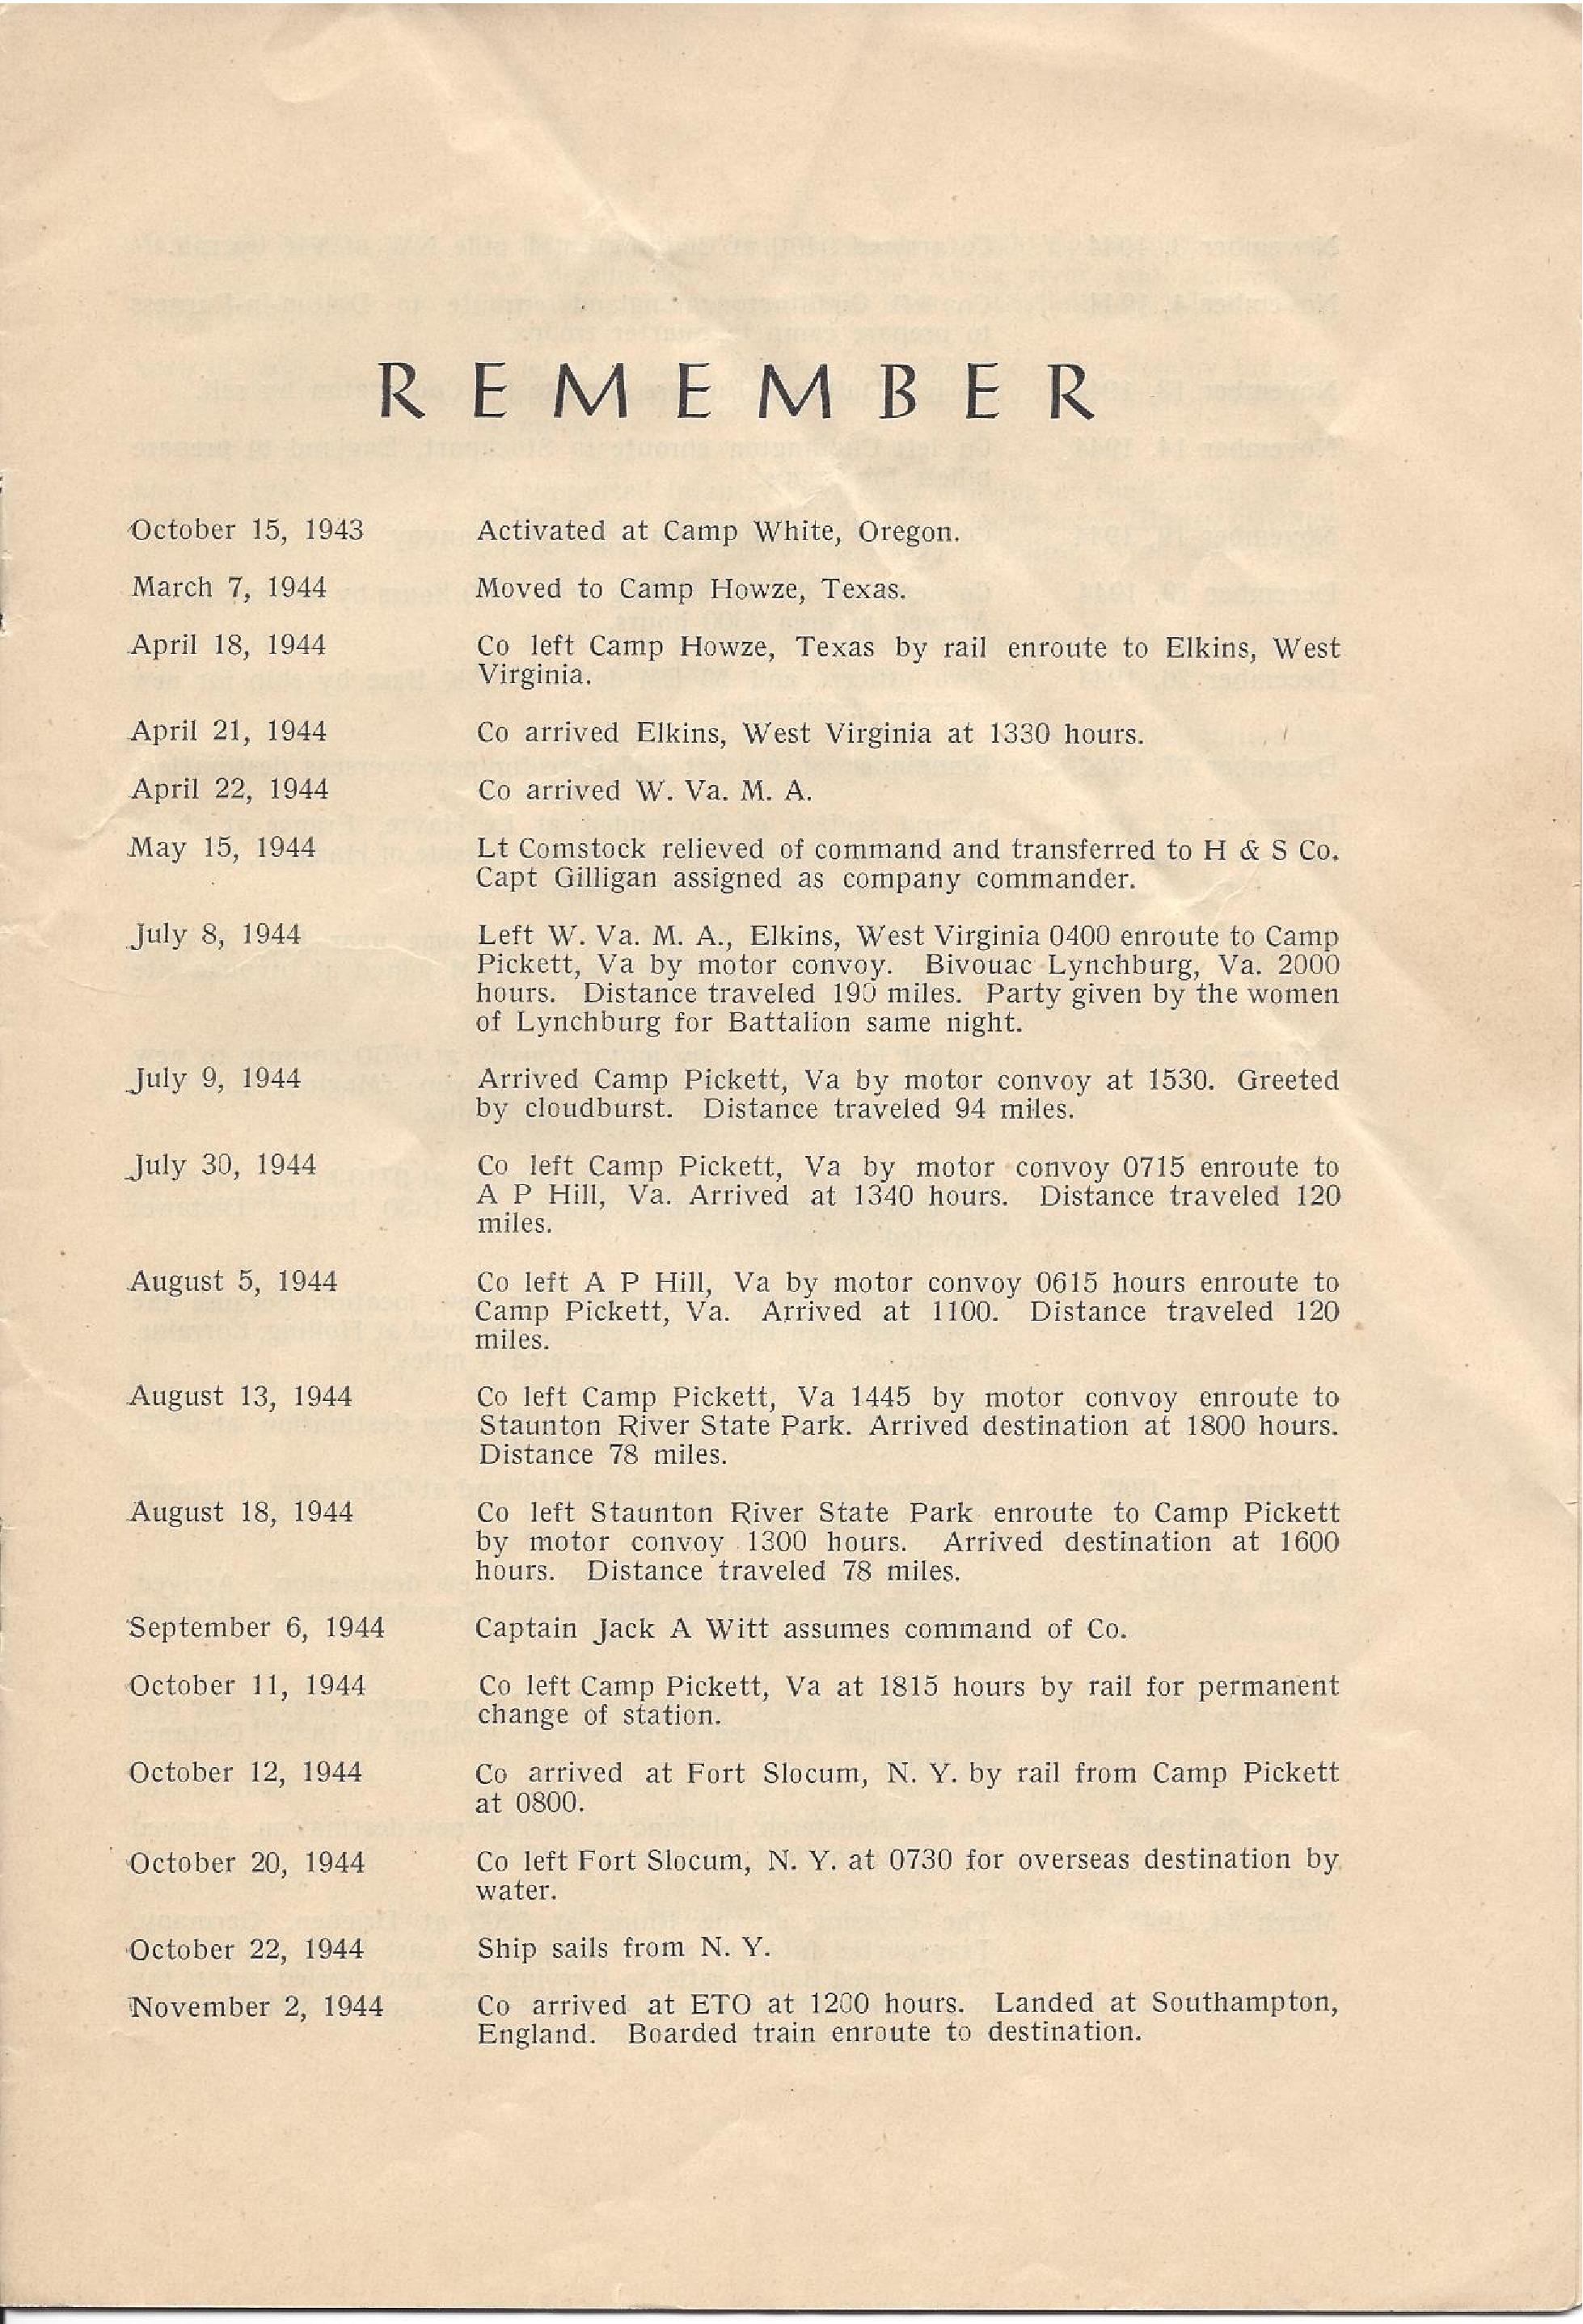 REMEMBER
October 15, 1943 Activated at Camp White, Oregon.
March 7, 1944 Moved to Camp Howze, Texas.
April 18, 1944 Co left Camp Howze, Texas by rail enroute to Elkins, West
Virginia.
April 21, 1944 Co arrived Elkins, West Virginia at 1330 hours.
April 22, 1944 Co arrived W. Va. M. A.
May 15, 1944 Lt Comstock relieved of command and transferred to H & S Co.
Capt Gilligan assigned as company commander.
July 8, 1944 Left W. Va. M. A., Elkins, West Virginia 0400 enroute to Camp
Pickett, Va by motor convoy. Bivouac Lynchburg, Va. 2000
hours. Distance traveled 190 miles. Party given by the women
of Lynchburg for Battalion same night.
July 9, 1944 Arrived Camp Pickett, Va by motor convoy at 1530. Greeted
by cloudburst. Distance traveled 94 miles.
July 30, 1944 Co left Camp Pickett, Va by motor convoy 0715 enroute to
A P Hill, Va. Arrived at 1340 hours. Distance traveled 120
miles.
August 5, 1944 Co left A P Hill, Va by motor convoy 0615 hours enroute to
Camp Pickett, Va. Arrived at 1100. Distance traveled 120
miles.
August 13, 1944 Co left Camp Pickett, Va 1445 by motor convoy enroute to
Staunton River State Park. Arrived destination at 1800 hours.
Distance 78 miles.
August 18, 1944 Co left Staunton River State Park enroute to Camp Pickett
by motor convoy 1300 hours. Arrived destination at 1600
hours. Distance traveled 78 miles.
September 6, 1944 Captain Jack A Witt assumes command of Co.
October 11, 1944 Co left Camp Pickett, Va at 1815 hours by rail for permanent
change of station.
October 12, 1944 Co arrived at Fort Slocum, N. Y. by rail from Camp Pickett
at 0800.
October 20, 1944 Co left Fort Slocum, N. Y. at 0730 for overseas destination by
water.
October 22, 1944 Ship sails from N. Y.
November 2, 1944 Co arrived at ETO at 1200 hours. Landed at Southampton,
England. Boarded train enroute to destination.